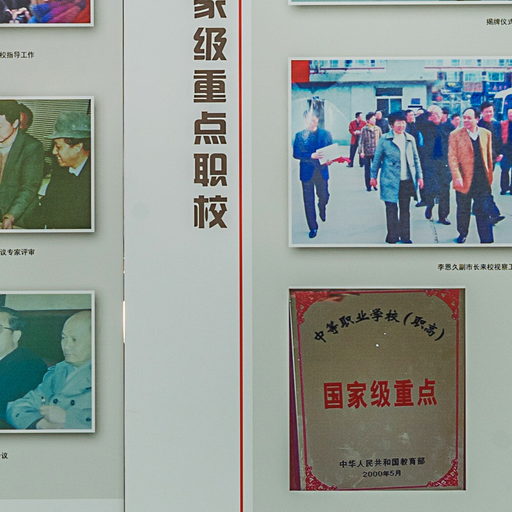 校指导工作
议专家评审
议
家级重点职校
揭牌仪式
李恩久副市长来校视察工
中等职业学校(职高)
国家级重点
中华人民共和国教育部
2000年5月